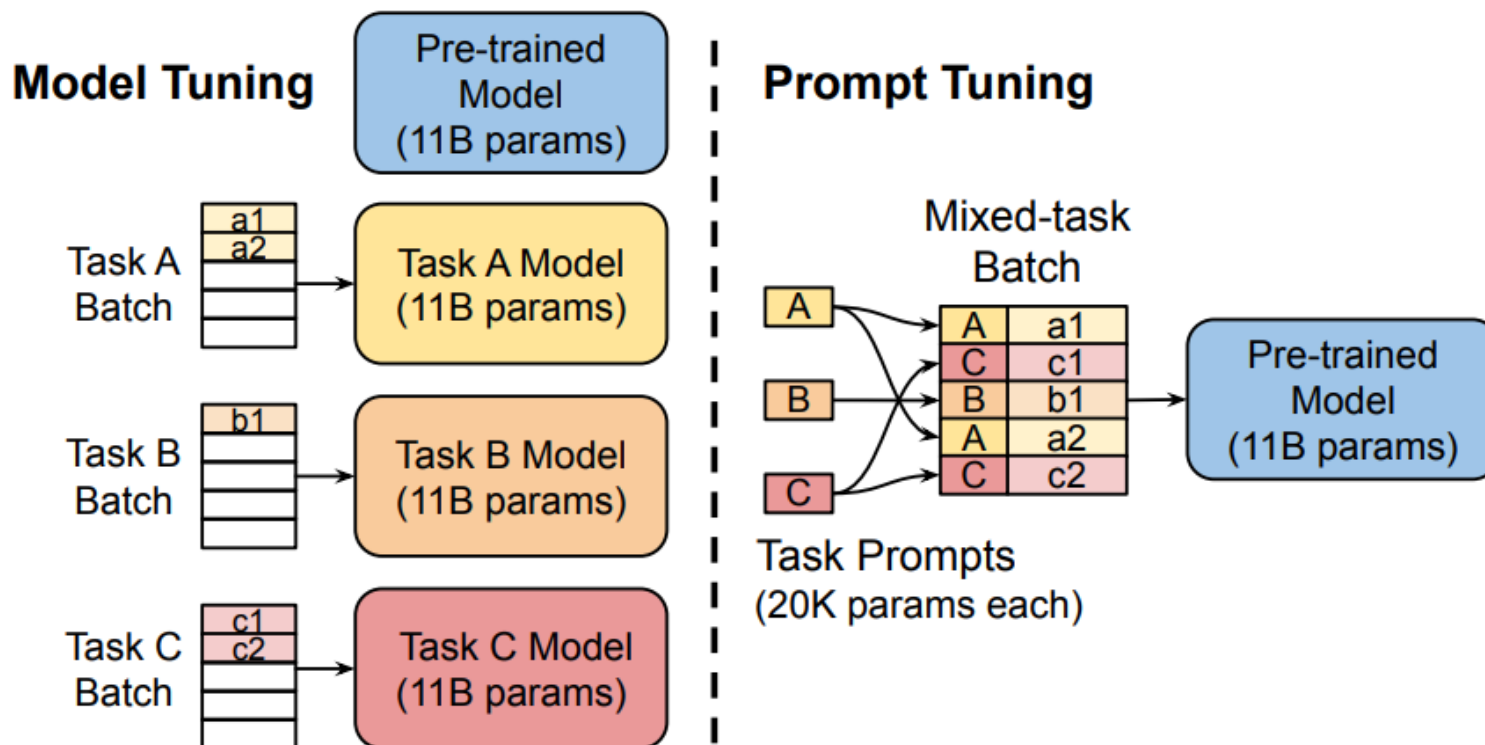 Model Tuning
Pre-trained
Model
(11B params)
Task A
Batch
a1
a2
Task A Model
(11B params)
Task B
Batch
b1
Task B Model
(11B params)
Task C
Batch
c1
c2
Task C Model
(11B params)
Prompt Tuning
Mixed-task
Batch
A
B
C
A a1
C c1
B b1
A a2
C c2
Task Prompts
(20K params each)
Pre-trained
Model
(11B params)